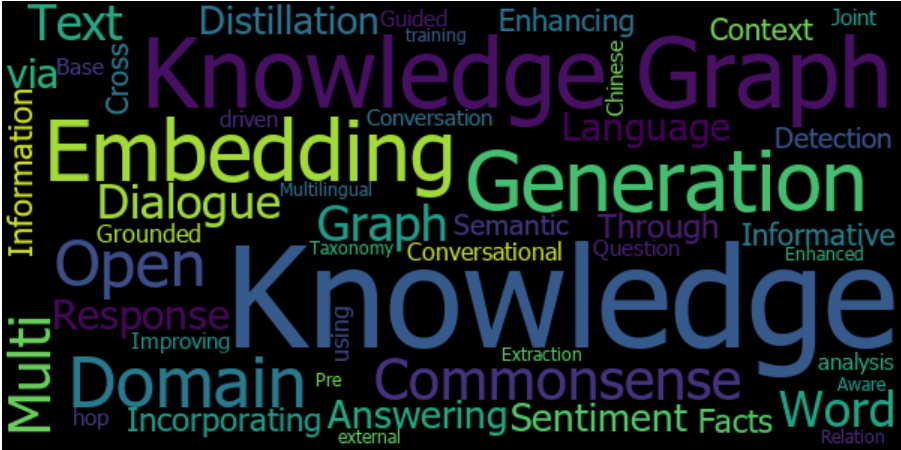 Text
Distillation
Guided
training
Enhancing
Context
Joint
via
Base
Cross
Knowledge Graph
Chinese
driven
Conversation
Language
Detection
Information
Embedding
Generation
Multilingual
Dialogue
Grounded
Graph
Semantic
Through
Informative
Taxonomy
Conversational
Question
Enhanced
Open
Knowledge
Response
Improving
using
Multi
Domain
Pre
Extraction
Commonsense
analysis
Aware
hop
Incorporating
Answering
Sentiment
Facts
Word
external
Relation